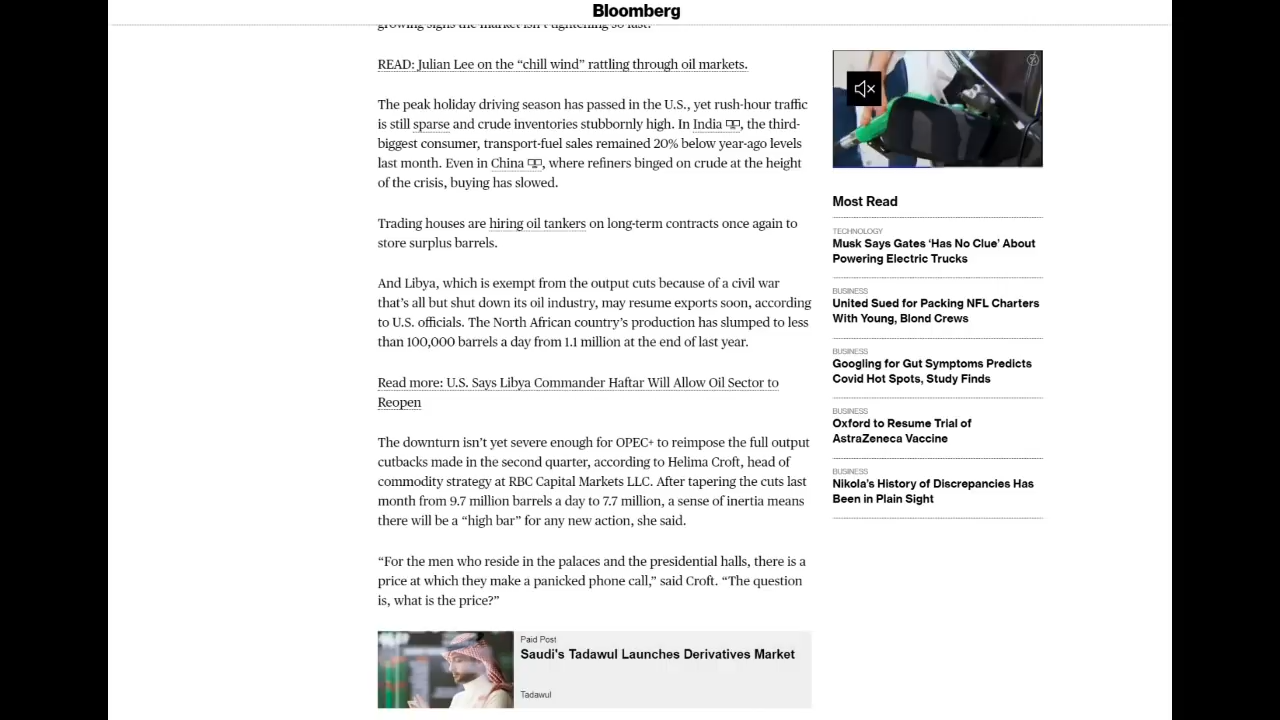 Bloomberg
growing signs the market isn't tightening so fast.
READ: Julian Lee on the “chill wind” rattling through oil markets.
The peak holiday driving season has passed in the U.S., yet rush-hour traffic
is still sparse and crude inventories stubbornly high. In India, the third-
biggest consumer, transport-fuel sales remained 20% below year-ago levels
last month. Even in China, where refiners binged on crude at the height
of the crisis, buying has slowed.
Trading houses are hiring oil tankers on long-term contracts once again to
store surplus barrels.
And Libya, which is exempt from the output cuts because of a civil war
that’s all but shut down its oil industry, may resume exports soon, according
to U.S. officials. The North African country’s production has slumped to less
than 100,000 barrels a day from 1.1 million at the end of last year.
Read more: U.S. Says Libya Commander Haftar Will Allow Oil Sector to
Reopen
The downturn isn’t yet severe enough for OPEC+ to reimpose the full output
cutbacks made in the second quarter, according to Helima Croft, head of
commodity strategy at RBC Capital Markets LLC. After tapering the cuts last
month from 9.7 million barrels a day to 7.7 million, a sense of inertia means
there will be a “high bar” for any new action, she said.
“For the men who reside in the palaces and the presidential halls, there is a
price at which they make a panicked phone call,” said Croft. “The question
is, what is the price?”
Paid Post
Saudi's Tadawul Launches Derivatives Market
Tadawul
Most Read
TECHNOLOGY
Musk Says Gates ‘Has No Clue’ About
Powering Electric Trucks
BUSINESS
United Sued for Packing NFL Charters
With Young, Blond Crews
BUSINESS
Googling for Gut Symptoms Predicts
Covid Hot Spots, Study Finds
BUSINESS
Oxford to Resume Trial of
AstraZeneca Vaccine
BUSINESS
Nikola’s History of Discrepancies Has
Been in Plain Sight